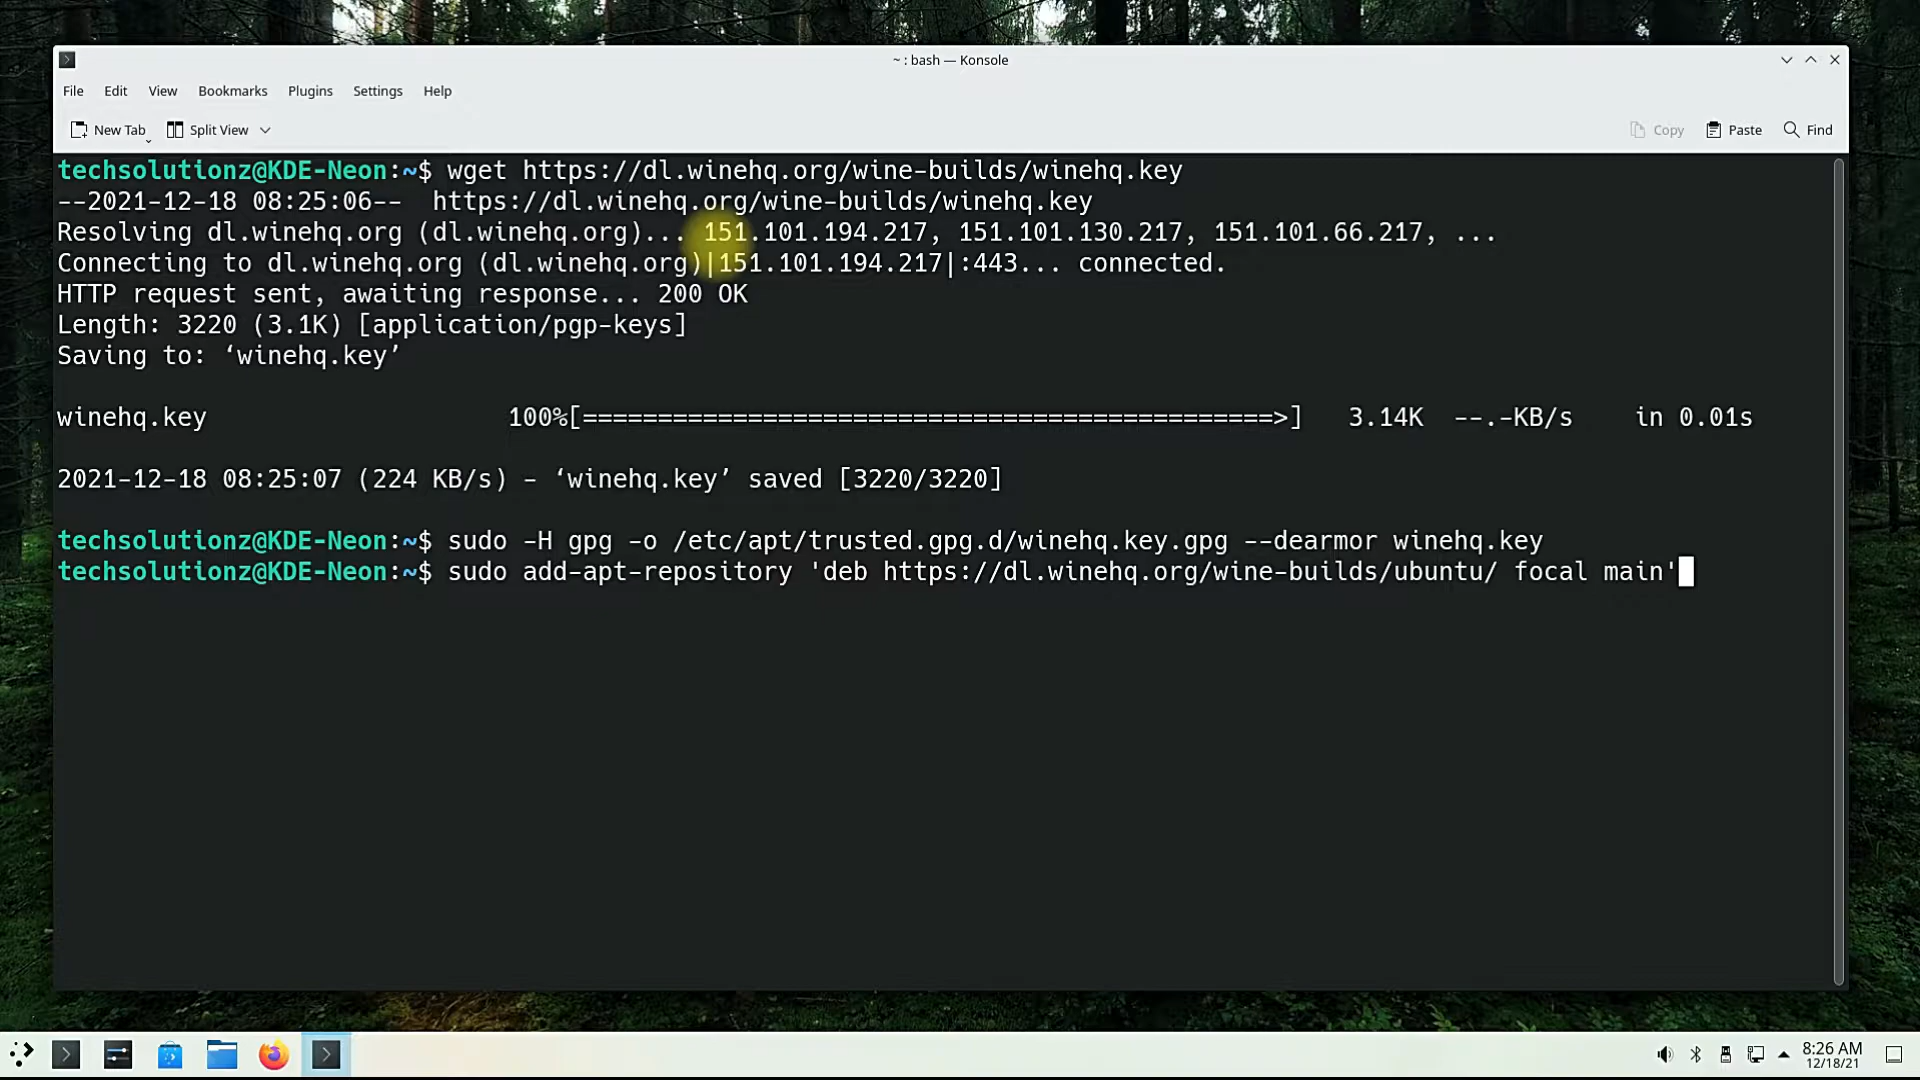 ~ : bash — Konsole
File Edit View Bookmarks Plugins Settings Help
New Tab Split View Copy Paste Find
techsolutionz@KDE-Neon:~$ wget https://dl.winehq.org/wine-builds/winehq.key
--2021-12-18 08:25:06-- https://dl.winehq.org/wine-builds/winehq.key
Resolving dl.winehq.org (dl.winehq.org)... 151.101.194.217, 151.101.130.217, 151.101.66.217, ...
Connecting to dl.winehq.org (dl.winehq.org)|151.101.194.217|:443... connected.
HTTP request sent, awaiting response... 200 OK
Length: 3220 (3.1K) [application/pgp-keys]
Saving to: ‘winehq.key’
winehq.key 100%[==============================================>] 3.14K --.-KB/s in 0.01s
2021-12-18 08:25:07 (224 KB/s) - ‘winehq.key’ saved [3220/3220]
techsolutionz@KDE-Neon:~$ sudo -H gpg -o /etc/apt/trusted.gpg.d/winehq.key.gpg --dearmor winehq.key
techsolutionz@KDE-Neon:~$ sudo add-apt-repository 'deb https://dl.winehq.org/wine-builds/ubuntu/ focal main'
8:26 AM
12/18/21